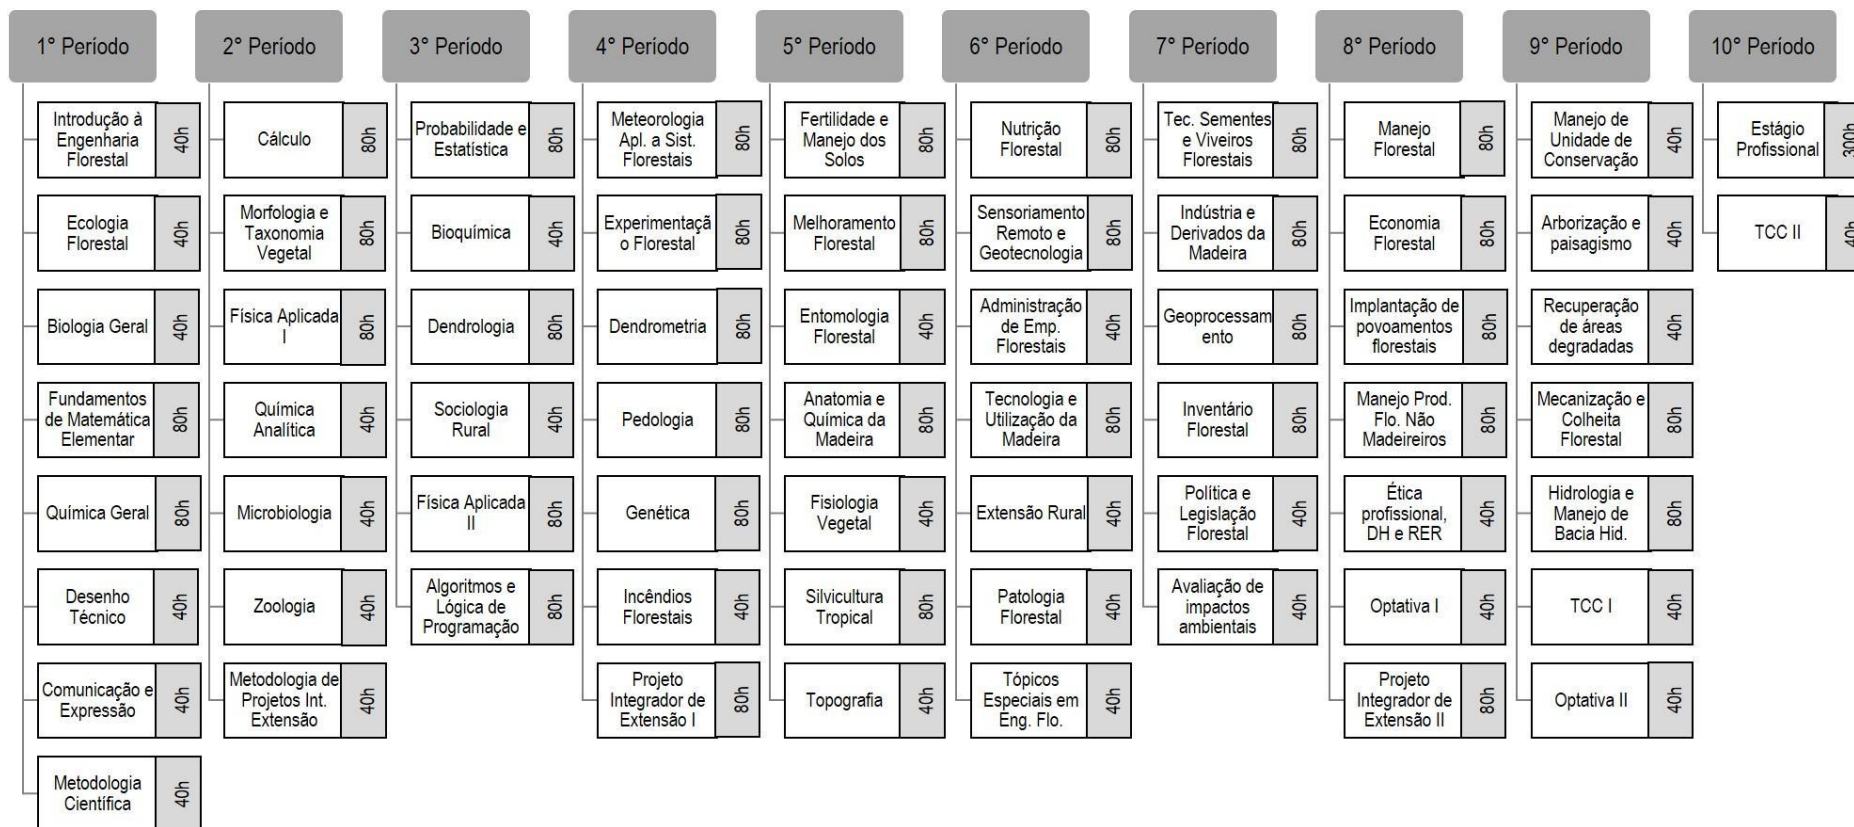 1° Período
Introdução à
Engenharia
Florestal
40h
Ecologia
Florestal
40h
Biologia Geral
40h
Fundamentos
de Matemática
Elementar
80h
Química Geral
80h
Desenho
Técnico
40h
Comunicação e
Expressão
40h
Metodologia
Científica
40h
2° Período
Cálculo
80h
Morfologia e
Taxonomia
Vegetal
80h
Física Aplicada
I
80h
Química
Analítica
40h
Microbiologia
40h
Zoologia
40h
Metodologia de
Projetos Int.
Extensão
40h
3° Período
Probabilidade e
Estatística
80h
Bioquímica
40h
Dendrologia
80h
Sociologia
Rural
40h
Física Aplicada
II
80h
Algoritmos e
Lógica de
Programação
80h
4° Período
Meteorologia
Apl. a Sist.
Florestais
80h
Experimentaçã
o Florestal
80h
Dendrometria
80h
Pedologia
80h
Genética
80h
Incêndios
Florestais
40h
Projeto
Integrador de
Extensão I
80h
5° Período
Fertilidade e
Manejo dos
Solos
80h
Melhoramento
Florestal
80h
Entomologia
Florestal
40h
Anatomia e
Química da
Madeira
80h
Fisiologia
Vegetal
40h
Silvicultura
Tropical
80h
Topografia
40h
6° Período
Nutrição
Florestal
80h
Sensoriamento
Remoto e
Geotecnologia
80h
Administração
de Emp.
Florestais
40h
Tecnologia e
Utilização da
Madeira
80h
Extensão Rural
40h
Patologia
Florestal
40h
Tópicos
Especiais em
Eng. Flo.
40h
7° Período
Tec. Sementes
e Viveiros
Florestais
80h
Indústria e
Derivados da
Madeira
80h
Geoprocessam
ento
80h
Inventário
Florestal
80h
Política e
Legislação
Florestal
40h
Avaliação de
impactos
ambientais
40h
8° Período
Manejo
Florestal
80h
Economia
Florestal
80h
Implantação de
povoamentos
florestais
80h
Manejo Prod.
Flo. Não
Madeireiros
80h
Ética
profissional,
DH e RER
40h
Optativa I
40h
Projeto
Integrador de
Extensão II
80h
9° Período
Manejo de
Unidade de
Conservação
40h
Arborização e
paisagismo
40h
Recuperação
de áreas
degradadas
40h
Mecanização e
Colheita
Florestal
80h
Hidrologia e
Manejo de
Bacia Hid.
80h
TCC I
40h
Optativa II
40h
10° Período
Estágio
Profissional
300h
TCC II
40h